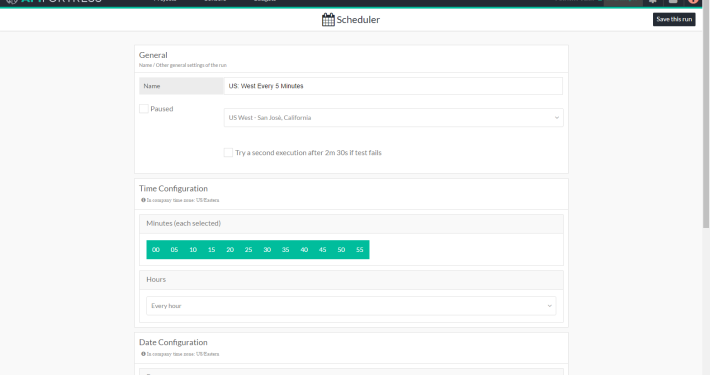 Scheduler
Save this run
General
Name / Other general settings of the run
Name
US: West Every 5 Minutes
Paused
US West - San José, California
Try a second execution after 2m 30s if test fails
Time Configuration
In company time zone: US/Eastern
Minutes (each selected)
00 05 10 15 20 25 30 35 40 45 50 55
Hours
Every hour
Date Configuration
In company time zone: US/Eastern